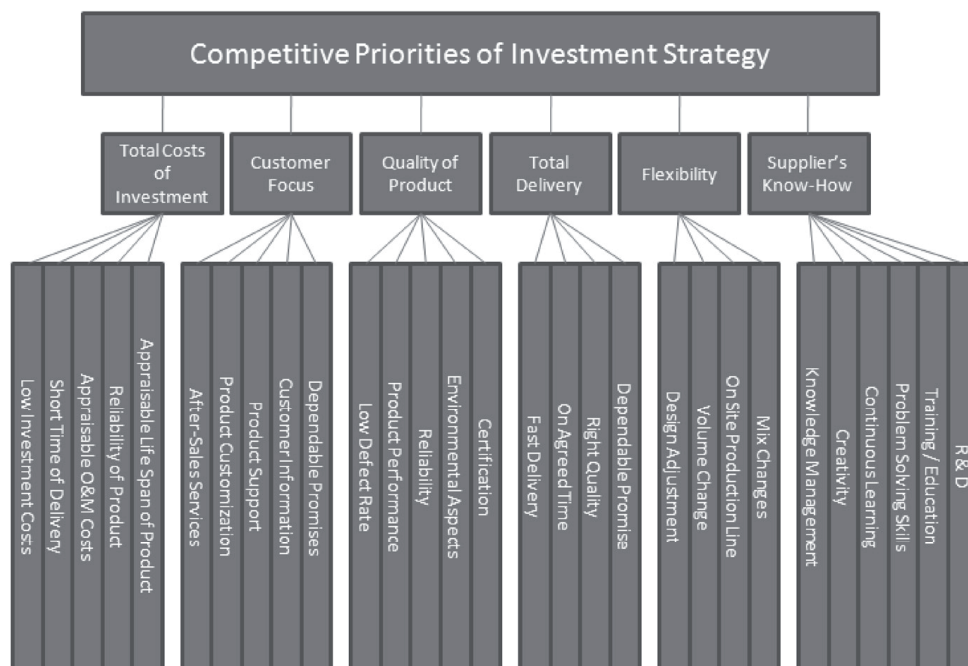 Competitive Priorities of Investment Strategy
Total Costs
of
Investment
Customer
Focus
Quality of
Product
Total
Delivery
Flexibility
Supplier’s
Know-How
Low Investment Costs
Short Time of Delivery
Appraisable O&M Costs
Reliability of Product
Appraisable Life Span of Product
After-Sales Services
Product Customization
Product Support
Customer Information
Dependable Promises
Low Defect Rate
Product Performance
Reliability
Environmental Aspects
Certification
Fast Delivery
On Agreed Time
Right Quality
Dependable Promise
Design Adjustment
Volume Change
On Site Production Line
Mix Changes
Knowledge Management
Creativity
Continuous Learning
Problem Solving Skills
Training / Education
R & D